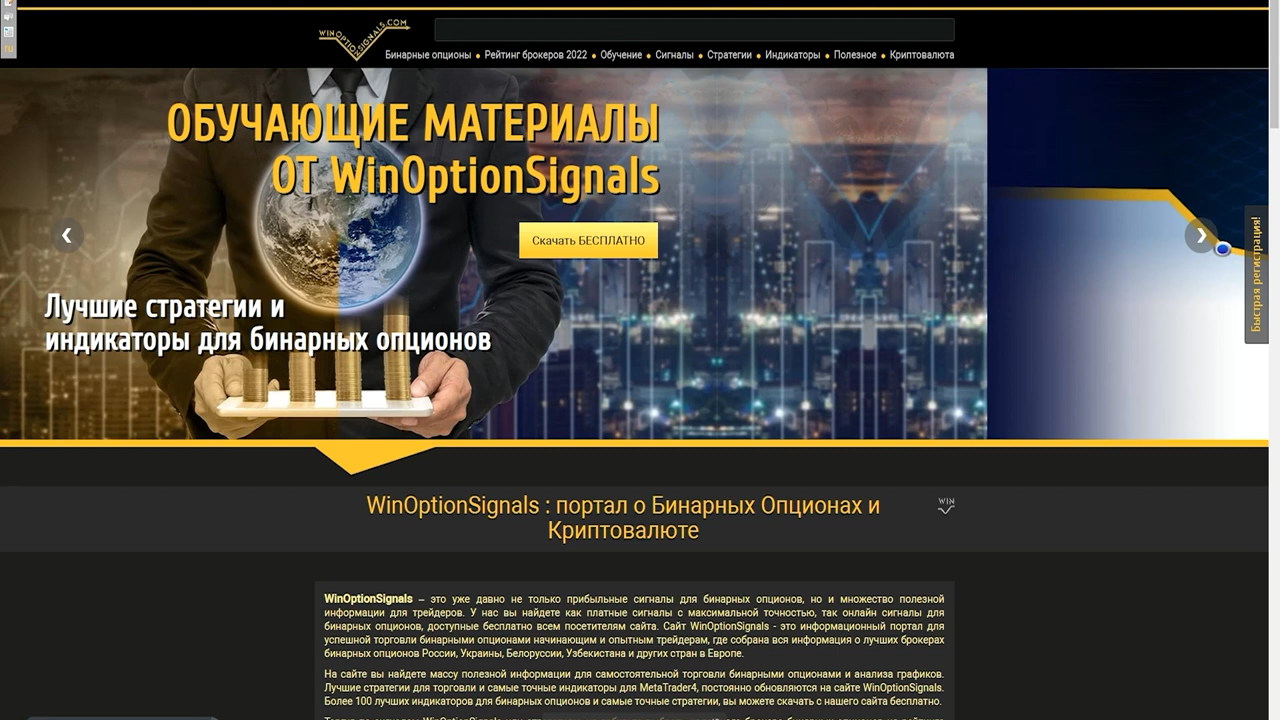 ru
WINOPTIONSIGNALS.COM
Бинарные опционы • Рейтинг брокеров 2022 • Обучение • Сигналы • Стратегии • Индикаторы • Полезное • Криптовалюта
ОБУЧАЮЩИЕ МАТЕРИАЛЫ
ОТ WinOptionSignals
Скачать БЕСПЛАТНО
Быстрая регистрация!
Лучшие стратегии и
индикаторы для бинарных опционов
WinOptionSignals : портал о Бинарных Опционах и
Криптовалюте
WIN
WinOptionSignals – это уже давно не только прибыльные сигналы для бинарных опционов, но и множество полезной
информации для трейдеров. У нас вы найдете как платные сигналы с максимальной точностью, так онлайн сигналы для
бинарных опционов, доступные бесплатно всем посетителям сайта. Сайт WinOptionSignals - это информационный портал для
успешной торговли бинарными опционами начинающим и опытным трейдерам, где собрана вся информация о лучших брокерах
бинарных опционов России, Украины, Белоруссии, Узбекистана и других стран в Европе.
На сайте вы найдете массу полезной информации для самостоятельной торговли бинарными опционами и анализа графиков.
Лучшие стратегии для торговли и самые точные индикаторы для MetaTrader4, постоянно обновляются на сайте WinOptionSignals.
Более 100 лучших индикаторов для бинарных опционов и самые точные стратегии, вы можете скачать с нашего сайта бесплатно.